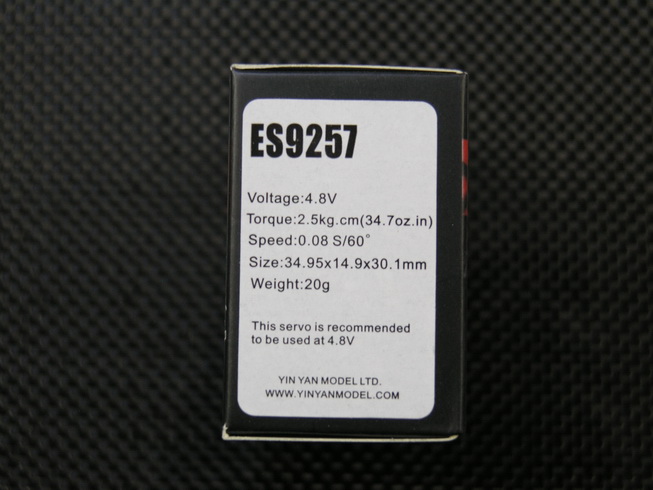 ES9257
Voltage:4.8V
Torque:2.5kg.cm(34.7oz.in)
Speed:0.08 S/60°
Size:34.95x14.9x30.1mm
Weight:20g
This servo is recommended
to be used at 4.8V
YIN YAN MODEL LTD.
WWW.YINYANMODEL.COM